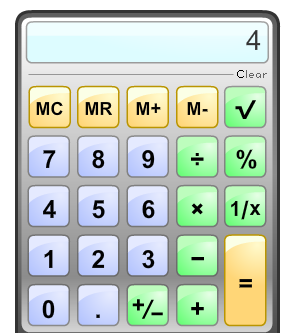 4
Clear
MC MR M+ M- √
7 8 9 ÷ %
4 5 6 × 1/x
1 2 3 −
=
0 . +/− +